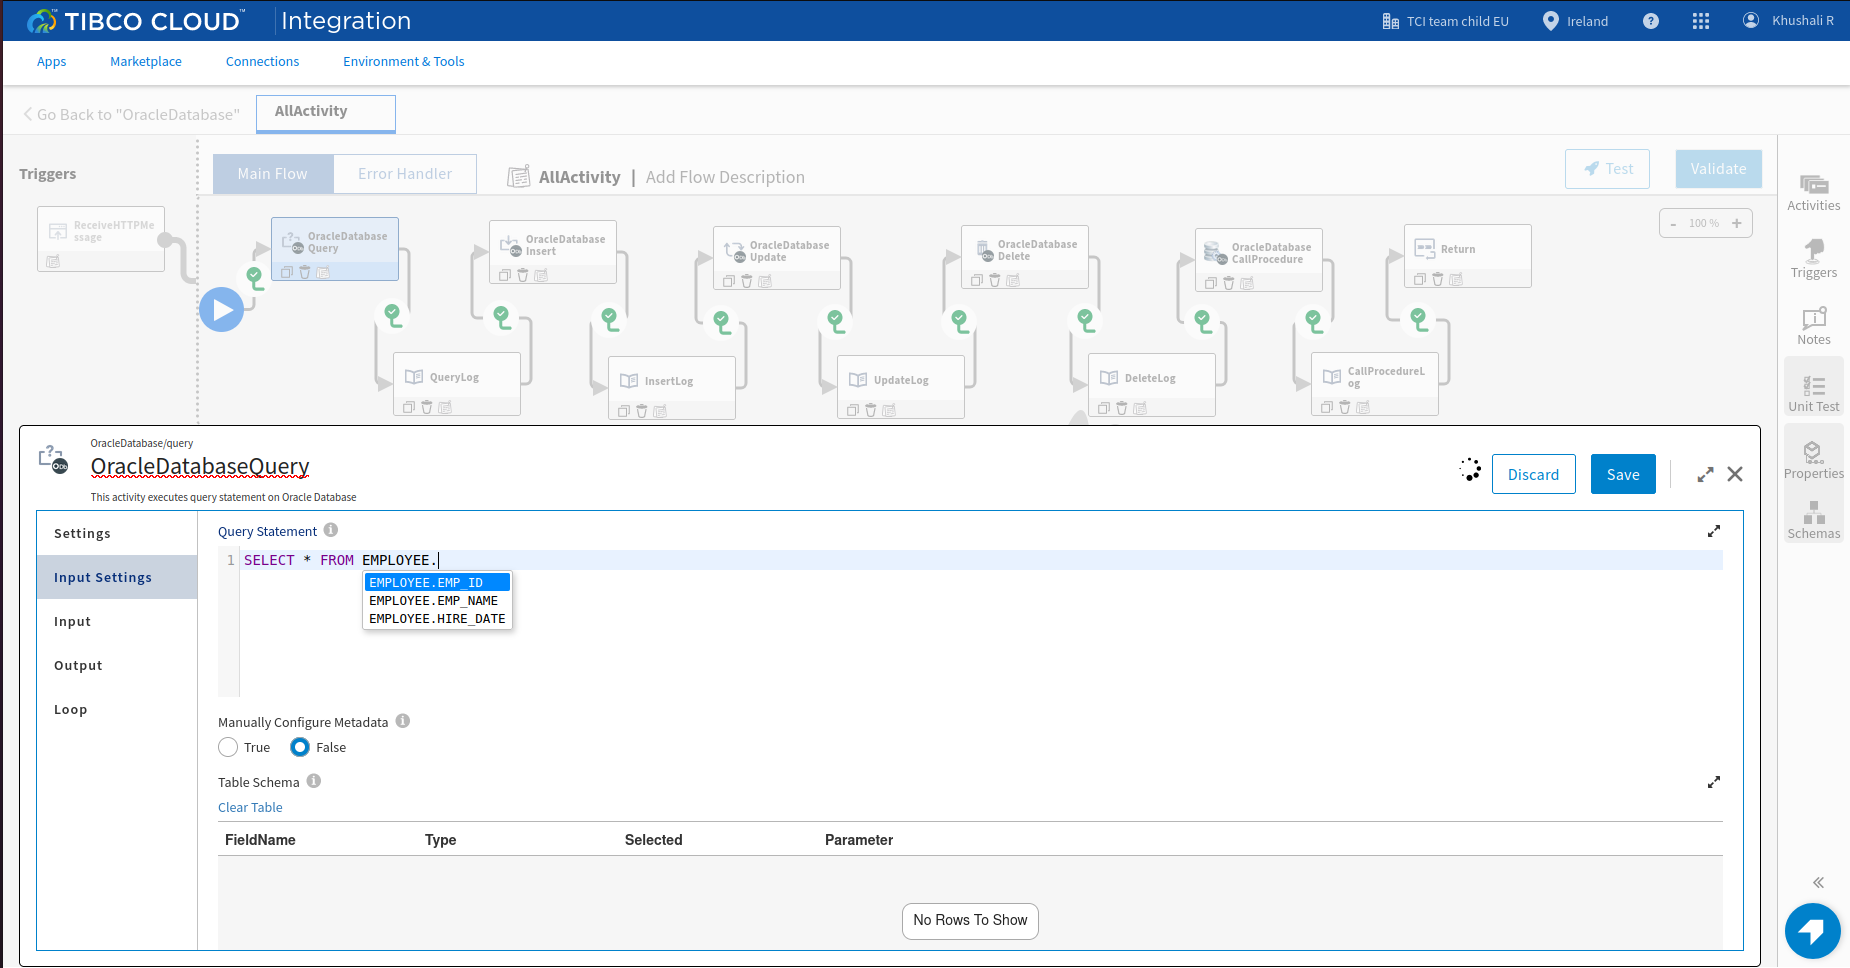 TIBCO CLOUD™ Integration
TCI team child EU
Ireland
?
Khushali R
Apps
Marketplace
Connections
Environment & Tools
Go Back to "OracleDatabase"
AllActivity
Triggers
Main Flow
Error Handler
AllActivity | Add Flow Description
Test
Validate
- 100 % +
ReceiveHTTPMe
ssage
OracleDatabase
Query
OracleDatabase
Insert
OracleDatabase
Update
OracleDatabase
Delete
OracleDatabase
CallProcedure
Return
QueryLog
InsertLog
UpdateLog
DeleteLog
CallProcedureL
og
Activities
Triggers
Notes
Unit Test
Properties
Schemas
OracleDatabase/query
OracleDatabaseQuery
This activity executes query statement on Oracle Database
Discard
Save
Settings
Input Settings
Input
Output
Loop
Query Statement
1 SELECT * FROM EMPLOYEE.
EMPLOYEE.EMP_ID
EMPLOYEE.EMP_NAME
EMPLOYEE.HIRE_DATE
Manually Configure Metadata
True
False
Table Schema
Clear Table
FieldName Type Selected Parameter
No Rows To Show